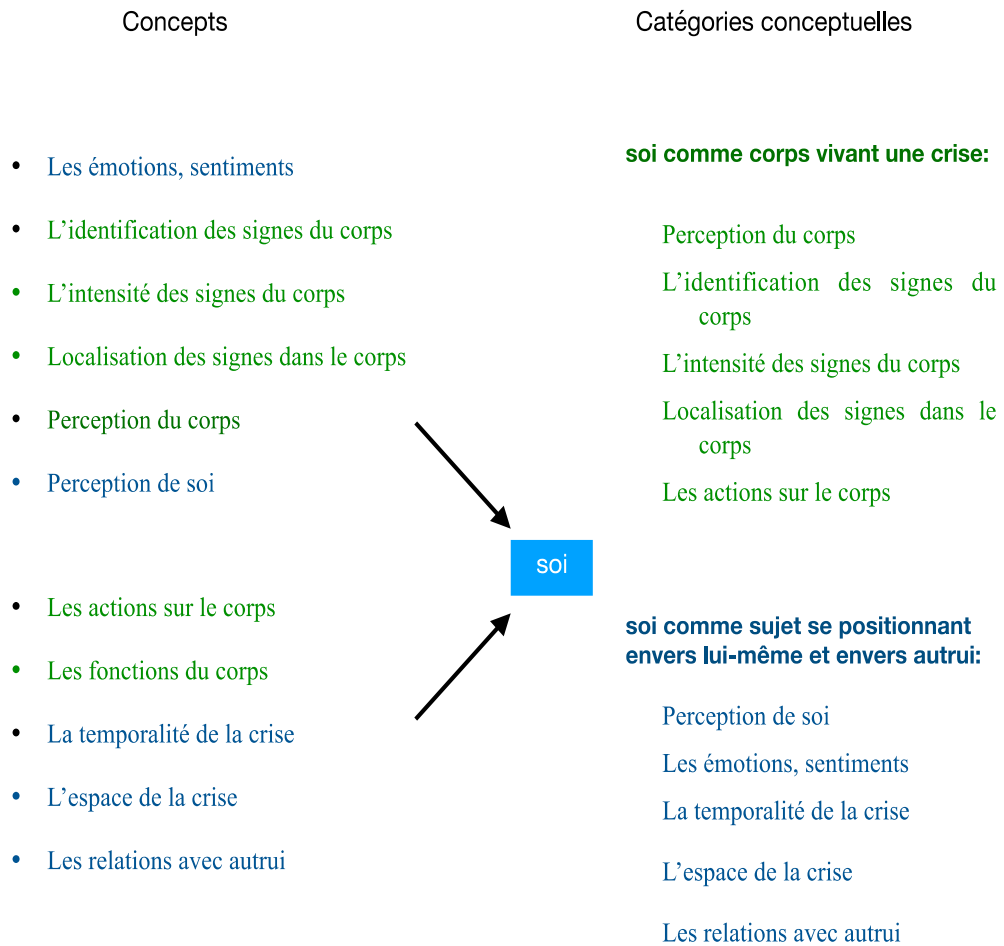 Concepts
Les émotions, sentiments
L'identification des signes du corps
L'intensité des signes du corps
Localisation des signes dans le corps
Perception du corps
Perception de soi
Les actions sur le corps
Les fonctions du corps
La temporalité de la crise
L'espace de la crise
Les relations avec autrui
soi
Catégories conceptuelles
soi comme corps vivant une crise:
Perception du corps
L'identification des signes du
corps
L'intensité des signes du corps
Localisation des signes dans le
corps
Les actions sur le corps
soi comme sujet se positionnant
envers lui-même et envers autrui:
Perception de soi
Les émotions, sentiments
La temporalité de la crise
L'espace de la crise
Les relations avec autrui